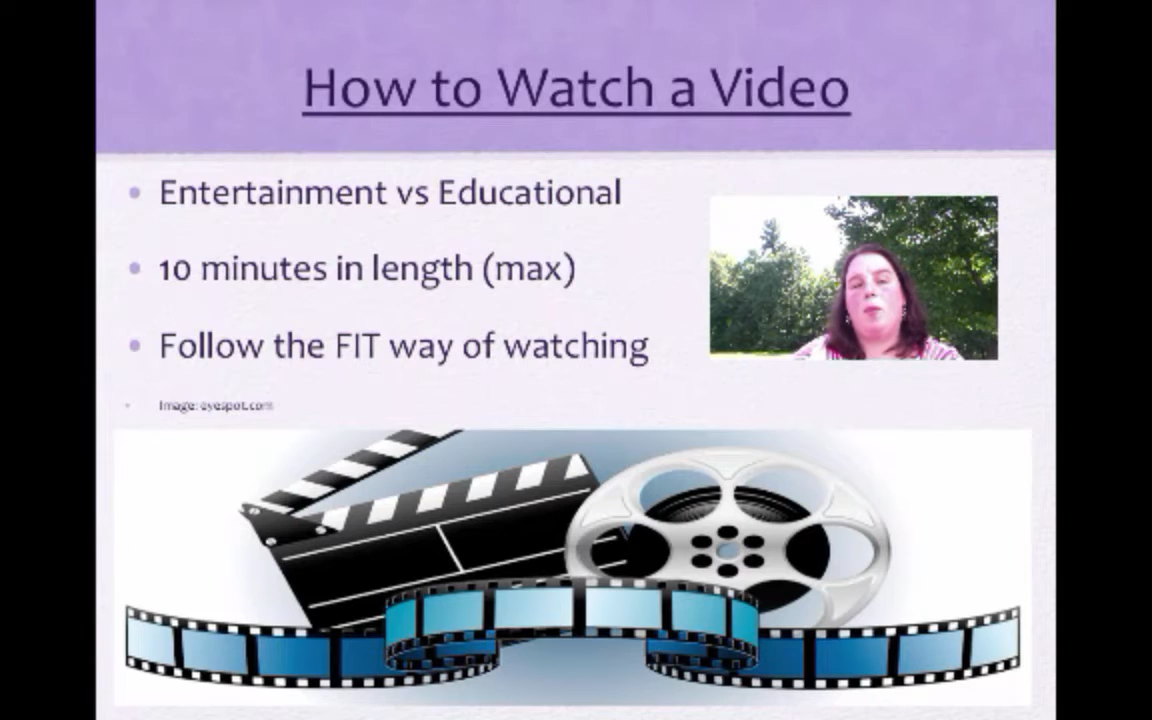 How to Watch a Video
• Entertainment vs Educational
• 10 minutes in length (max)
• Follow the FIT way of watching
• Image: eyespot.com